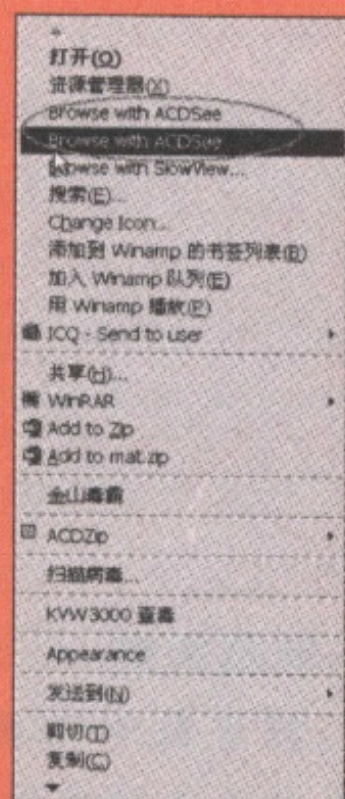 打开(O)
资源管理器(X)
Browse with ACDSee
Browse with ACDSee
Browse with SlowView...
搜索(E)...
Change Icon...
添加到 Winamp 的书签列表(B)
加入 Winamp 队列(E)
用 Winamp 播放(P)
ICQ - Send to user
共享(H)...
WinRAR
Add to Zip
Add to mat.zip
金山毒霸
ACDZip
扫描病毒...
KVW3000 查毒
Appearance
发送到(N)
剪切(T)
复制(C)